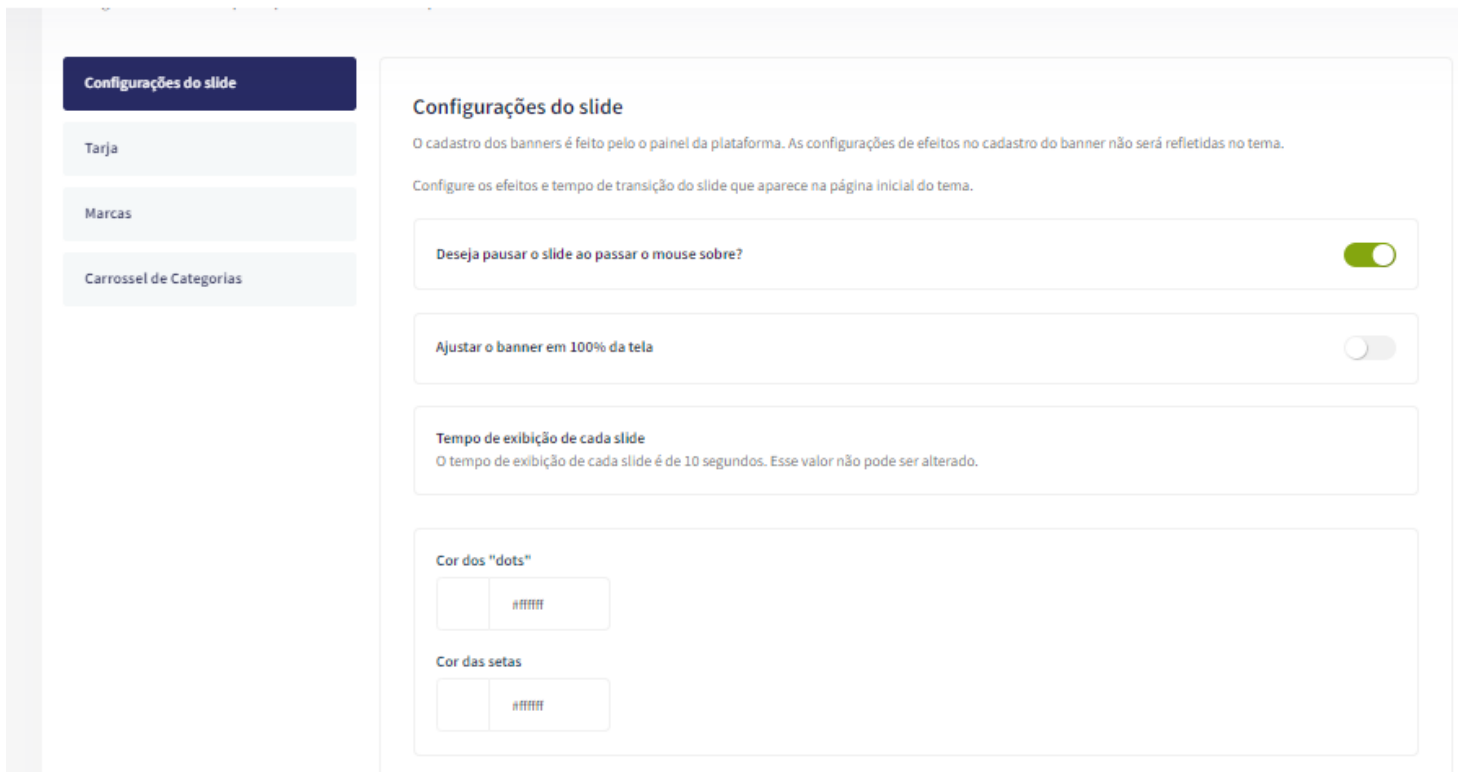 Configurações do slide
Tarja
Marcas
Carrossel de Categorias
Configurações do slide
O cadastro dos banners é feito pelo o painel da plataforma. As configurações de efeitos no cadastro do banner não será refletidas no tema.
Configure os efeitos e tempo de transição do slide que aparece na página inicial do tema.
Deseja pausar o slide ao passar o mouse sobre?
Ajustar o banner em 100% da tela
Tempo de exibição de cada slide
O tempo de exibição de cada slide é de 10 segundos. Esse valor não pode ser alterado.
Cor dos "dots"
#ffffff
Cor das setas
#ffffff